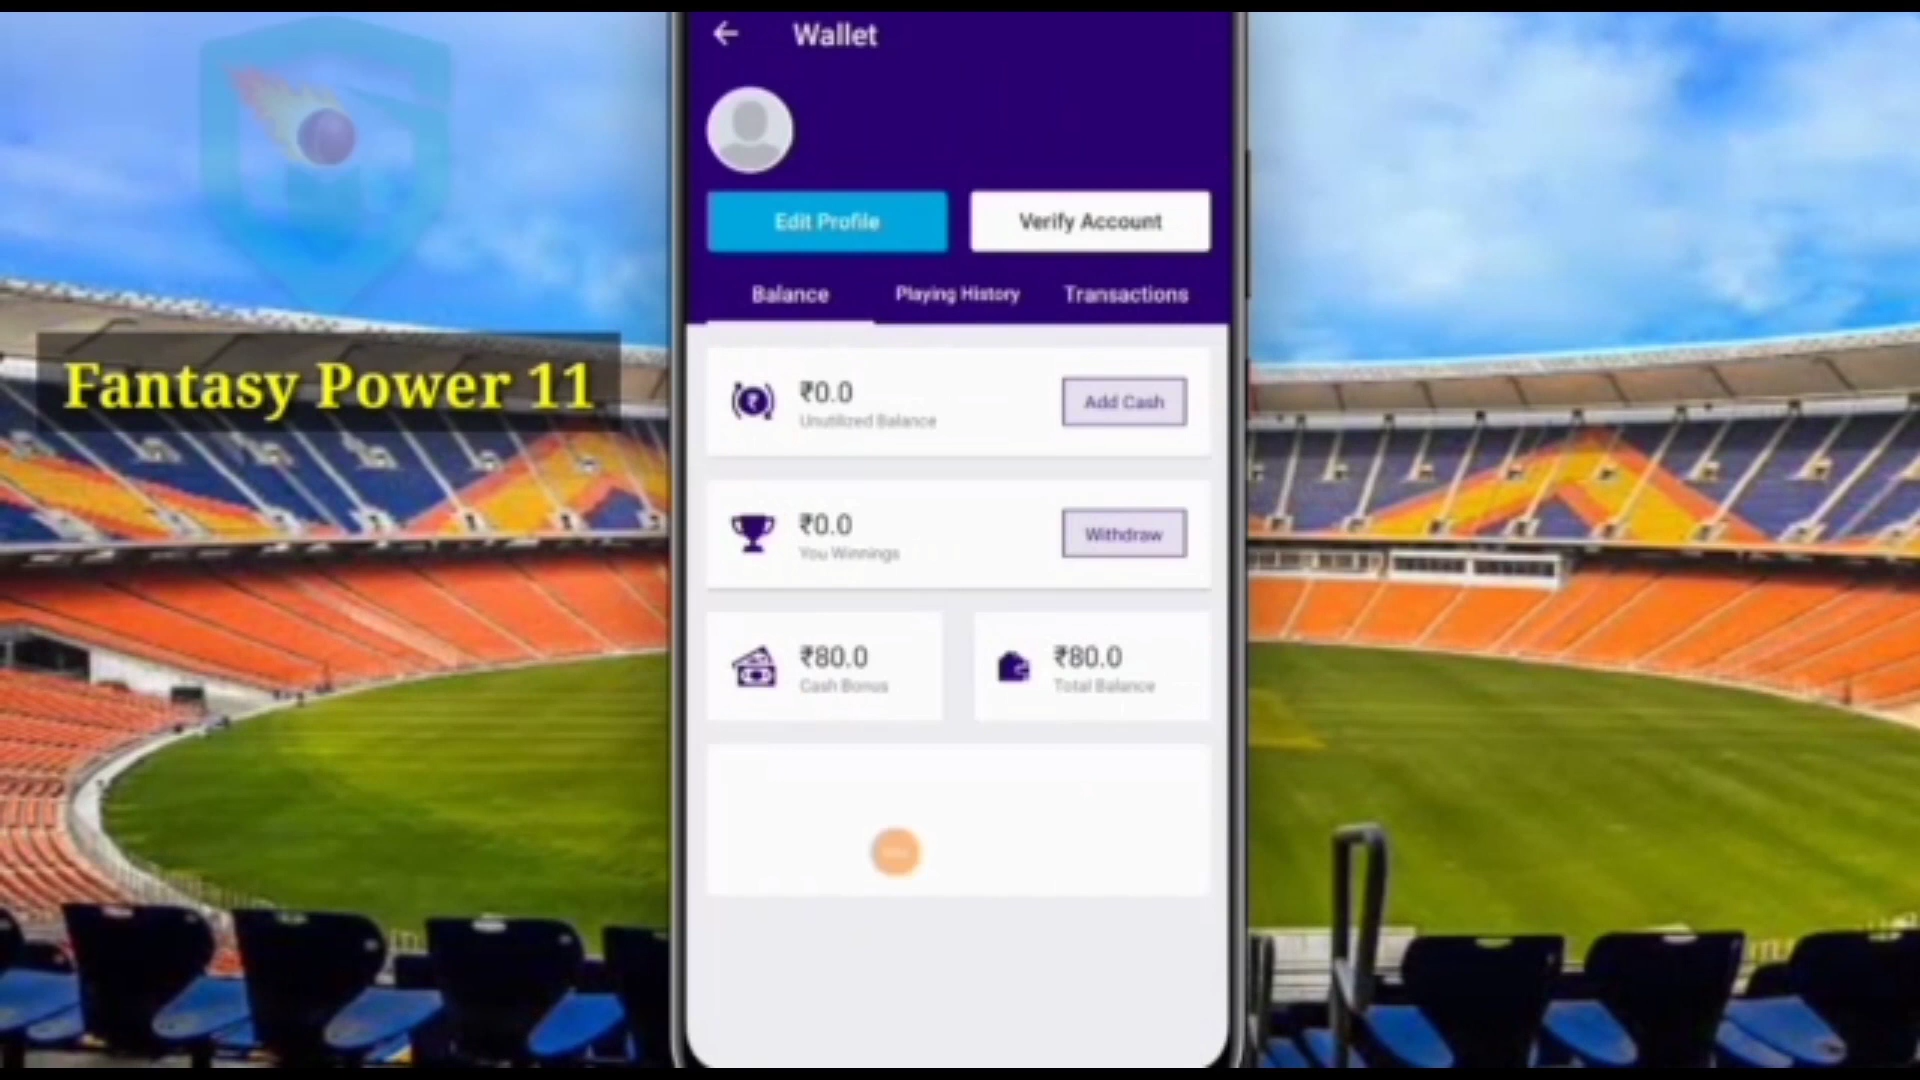 Wallet
Edit Profile
Verify Account
Balance
Playing History
Transactions
Fantasy Power 11
₹0.0
Unutilized Balance
Add Cash
₹0.0
You Winnings
Withdraw
₹80.0
Cash Bonus
₹80.0
Total Balance